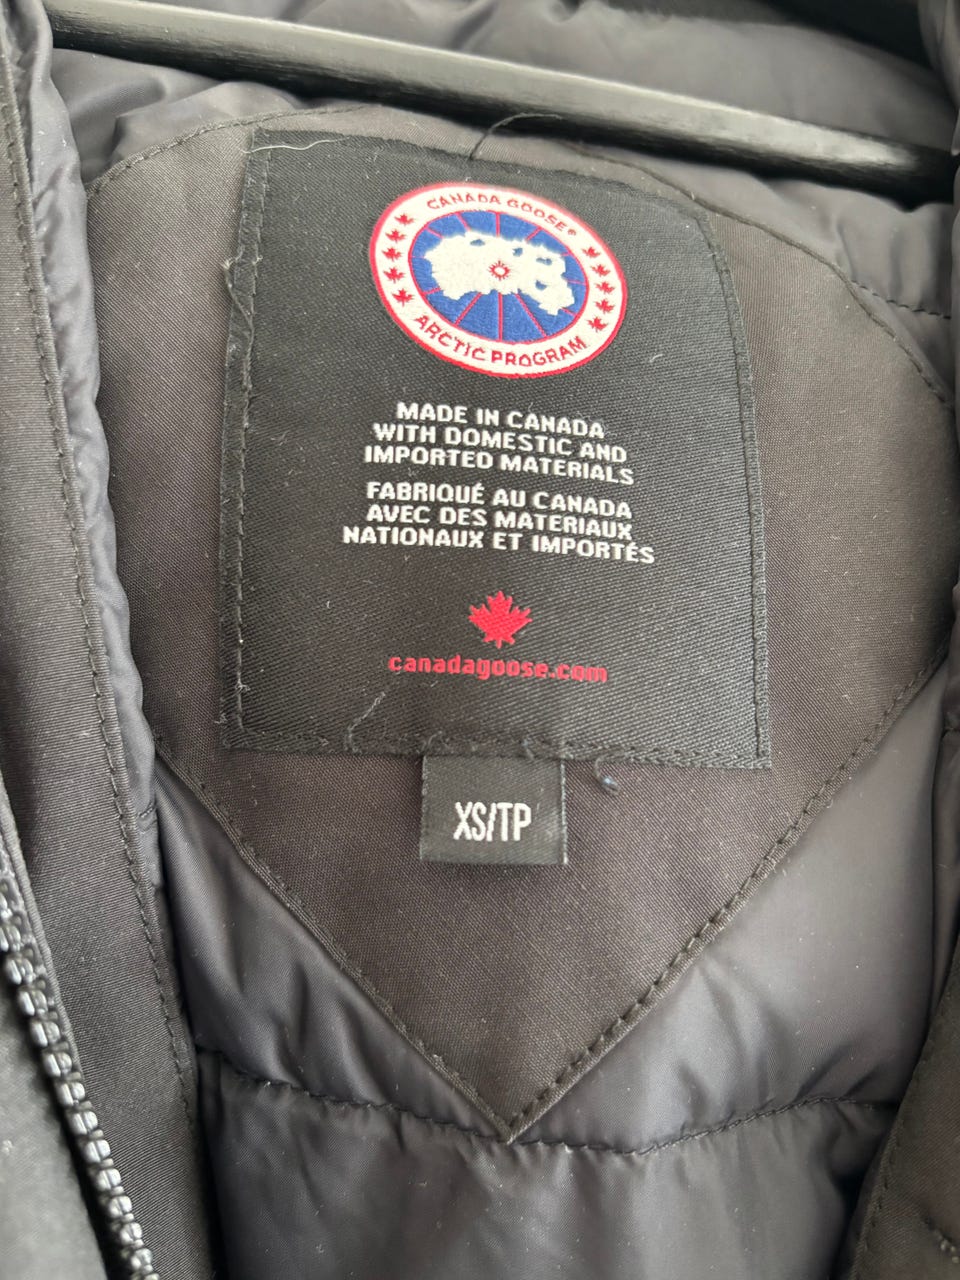 CANADA GOOSE®
ARCTIC PROGRAM
MADE IN CANADA
WITH DOMESTIC AND
IMPORTED MATERIALS
FABRIQUÉ AU CANADA
AVEC DES MATERIAUX
NATIONAUX ET IMPORTÉS
canadagoose.com
XS/TP